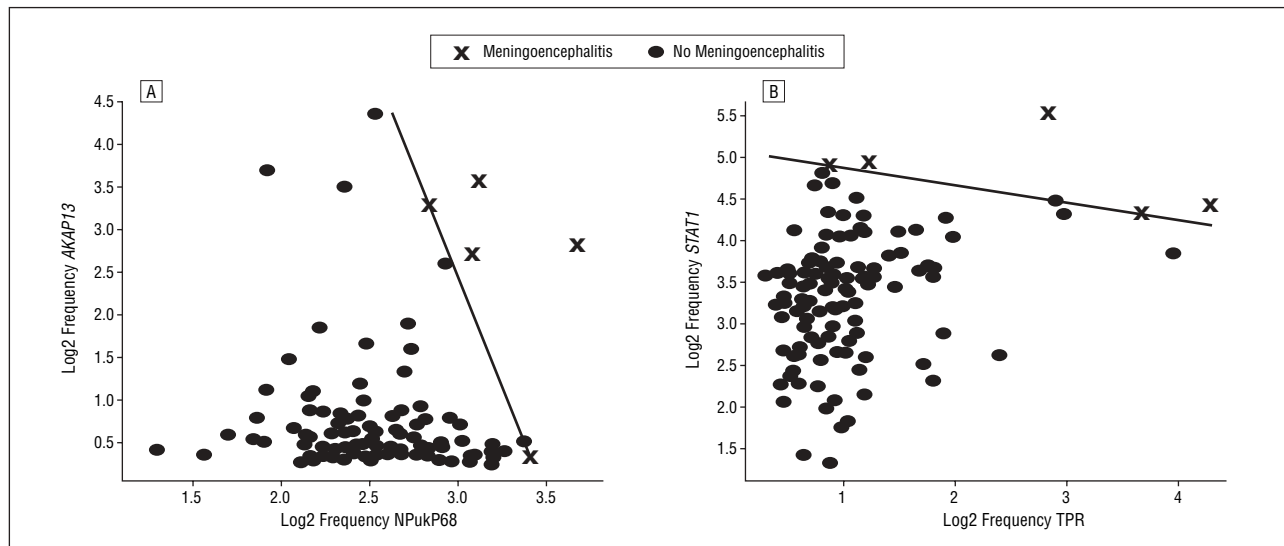 Meningoencephalitis No Meningoencephalitis
A
4.5
4.0
3.5
3.0
2.5
2.0
1.5
1.0
0.5
Log2 Frequency AKAP13
1.5 2.0 2.5 3.0 3.5
Log2 Frequency NPukP68
B
5.5
5.0
4.5
4.0
3.5
3.0
2.5
2.0
1.5
Log2 Frequency STAT1
1 2 3 4
Log2 Frequency TPR